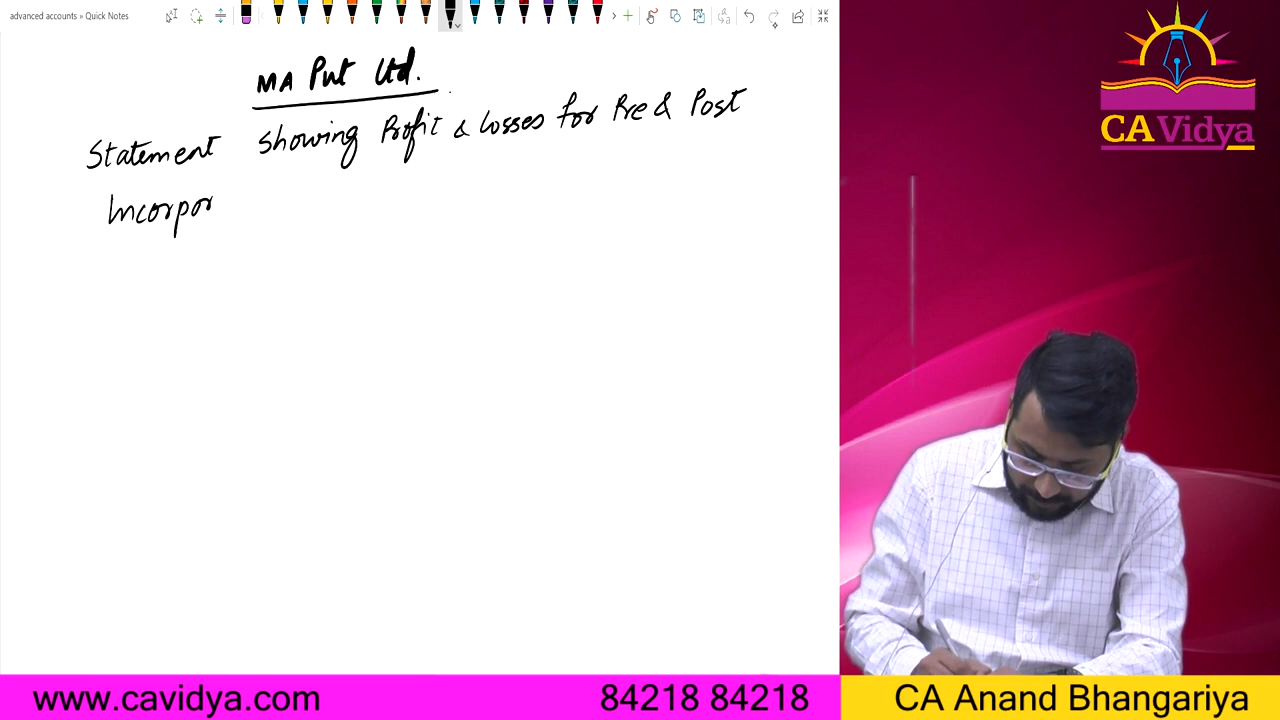 advanced accounts » Quick Notes
MA Pvt Ltd.
Statement Showing Profit & Losses for Pre & Post
Incorpor
CA Vidya
www.cavidya.com
84218 84218
CA Anand Bhangariya